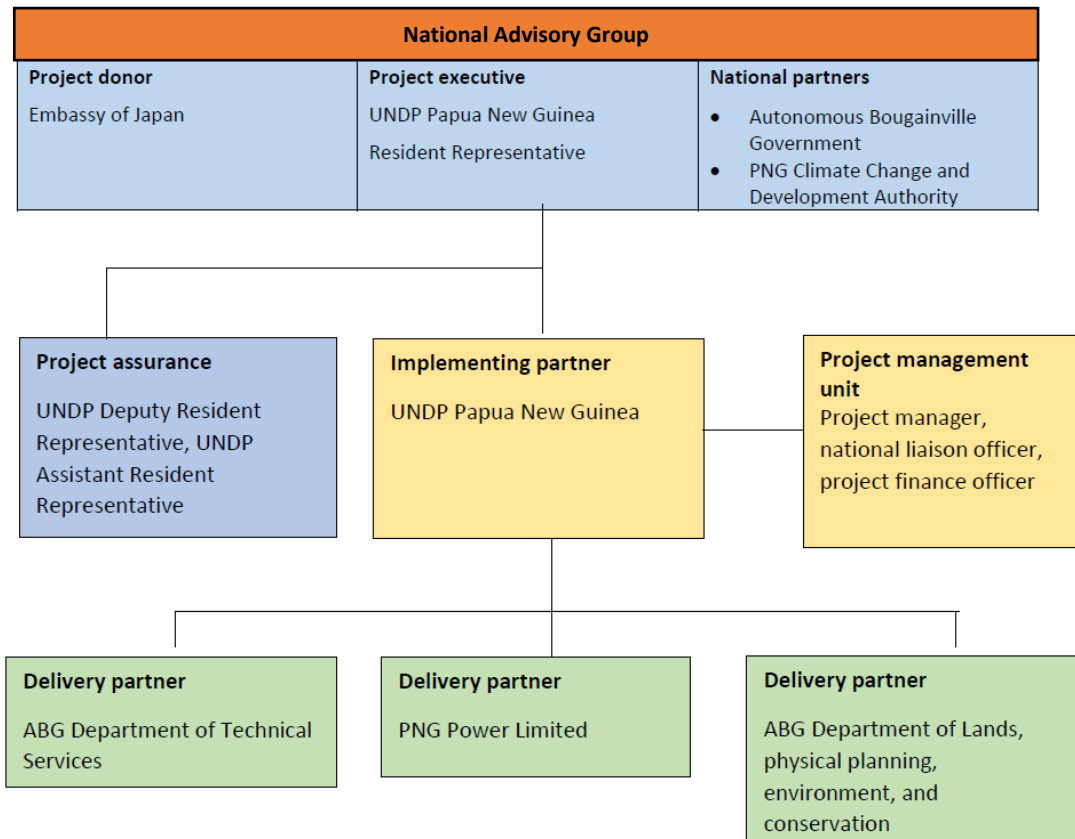 National Advisory Group
Project donor
Embassy of Japan
Project executive
UNDP Papua New Guinea
Resident Representative
National partners
• Autonomous Bougainville
Government
• PNG Climate Change and
Development Authority
Project assurance
UNDP Deputy Resident
Representative, UNDP
Assistant Resident
Representative
Implementing partner
UNDP Papua New Guinea
Project management
unit
Project manager,
national liaison officer,
project finance officer
Delivery partner
ABG Department of Technical
Services
Delivery partner
PNG Power Limited
Delivery partner
ABG Department of Lands,
physical planning,
environment, and
conservation